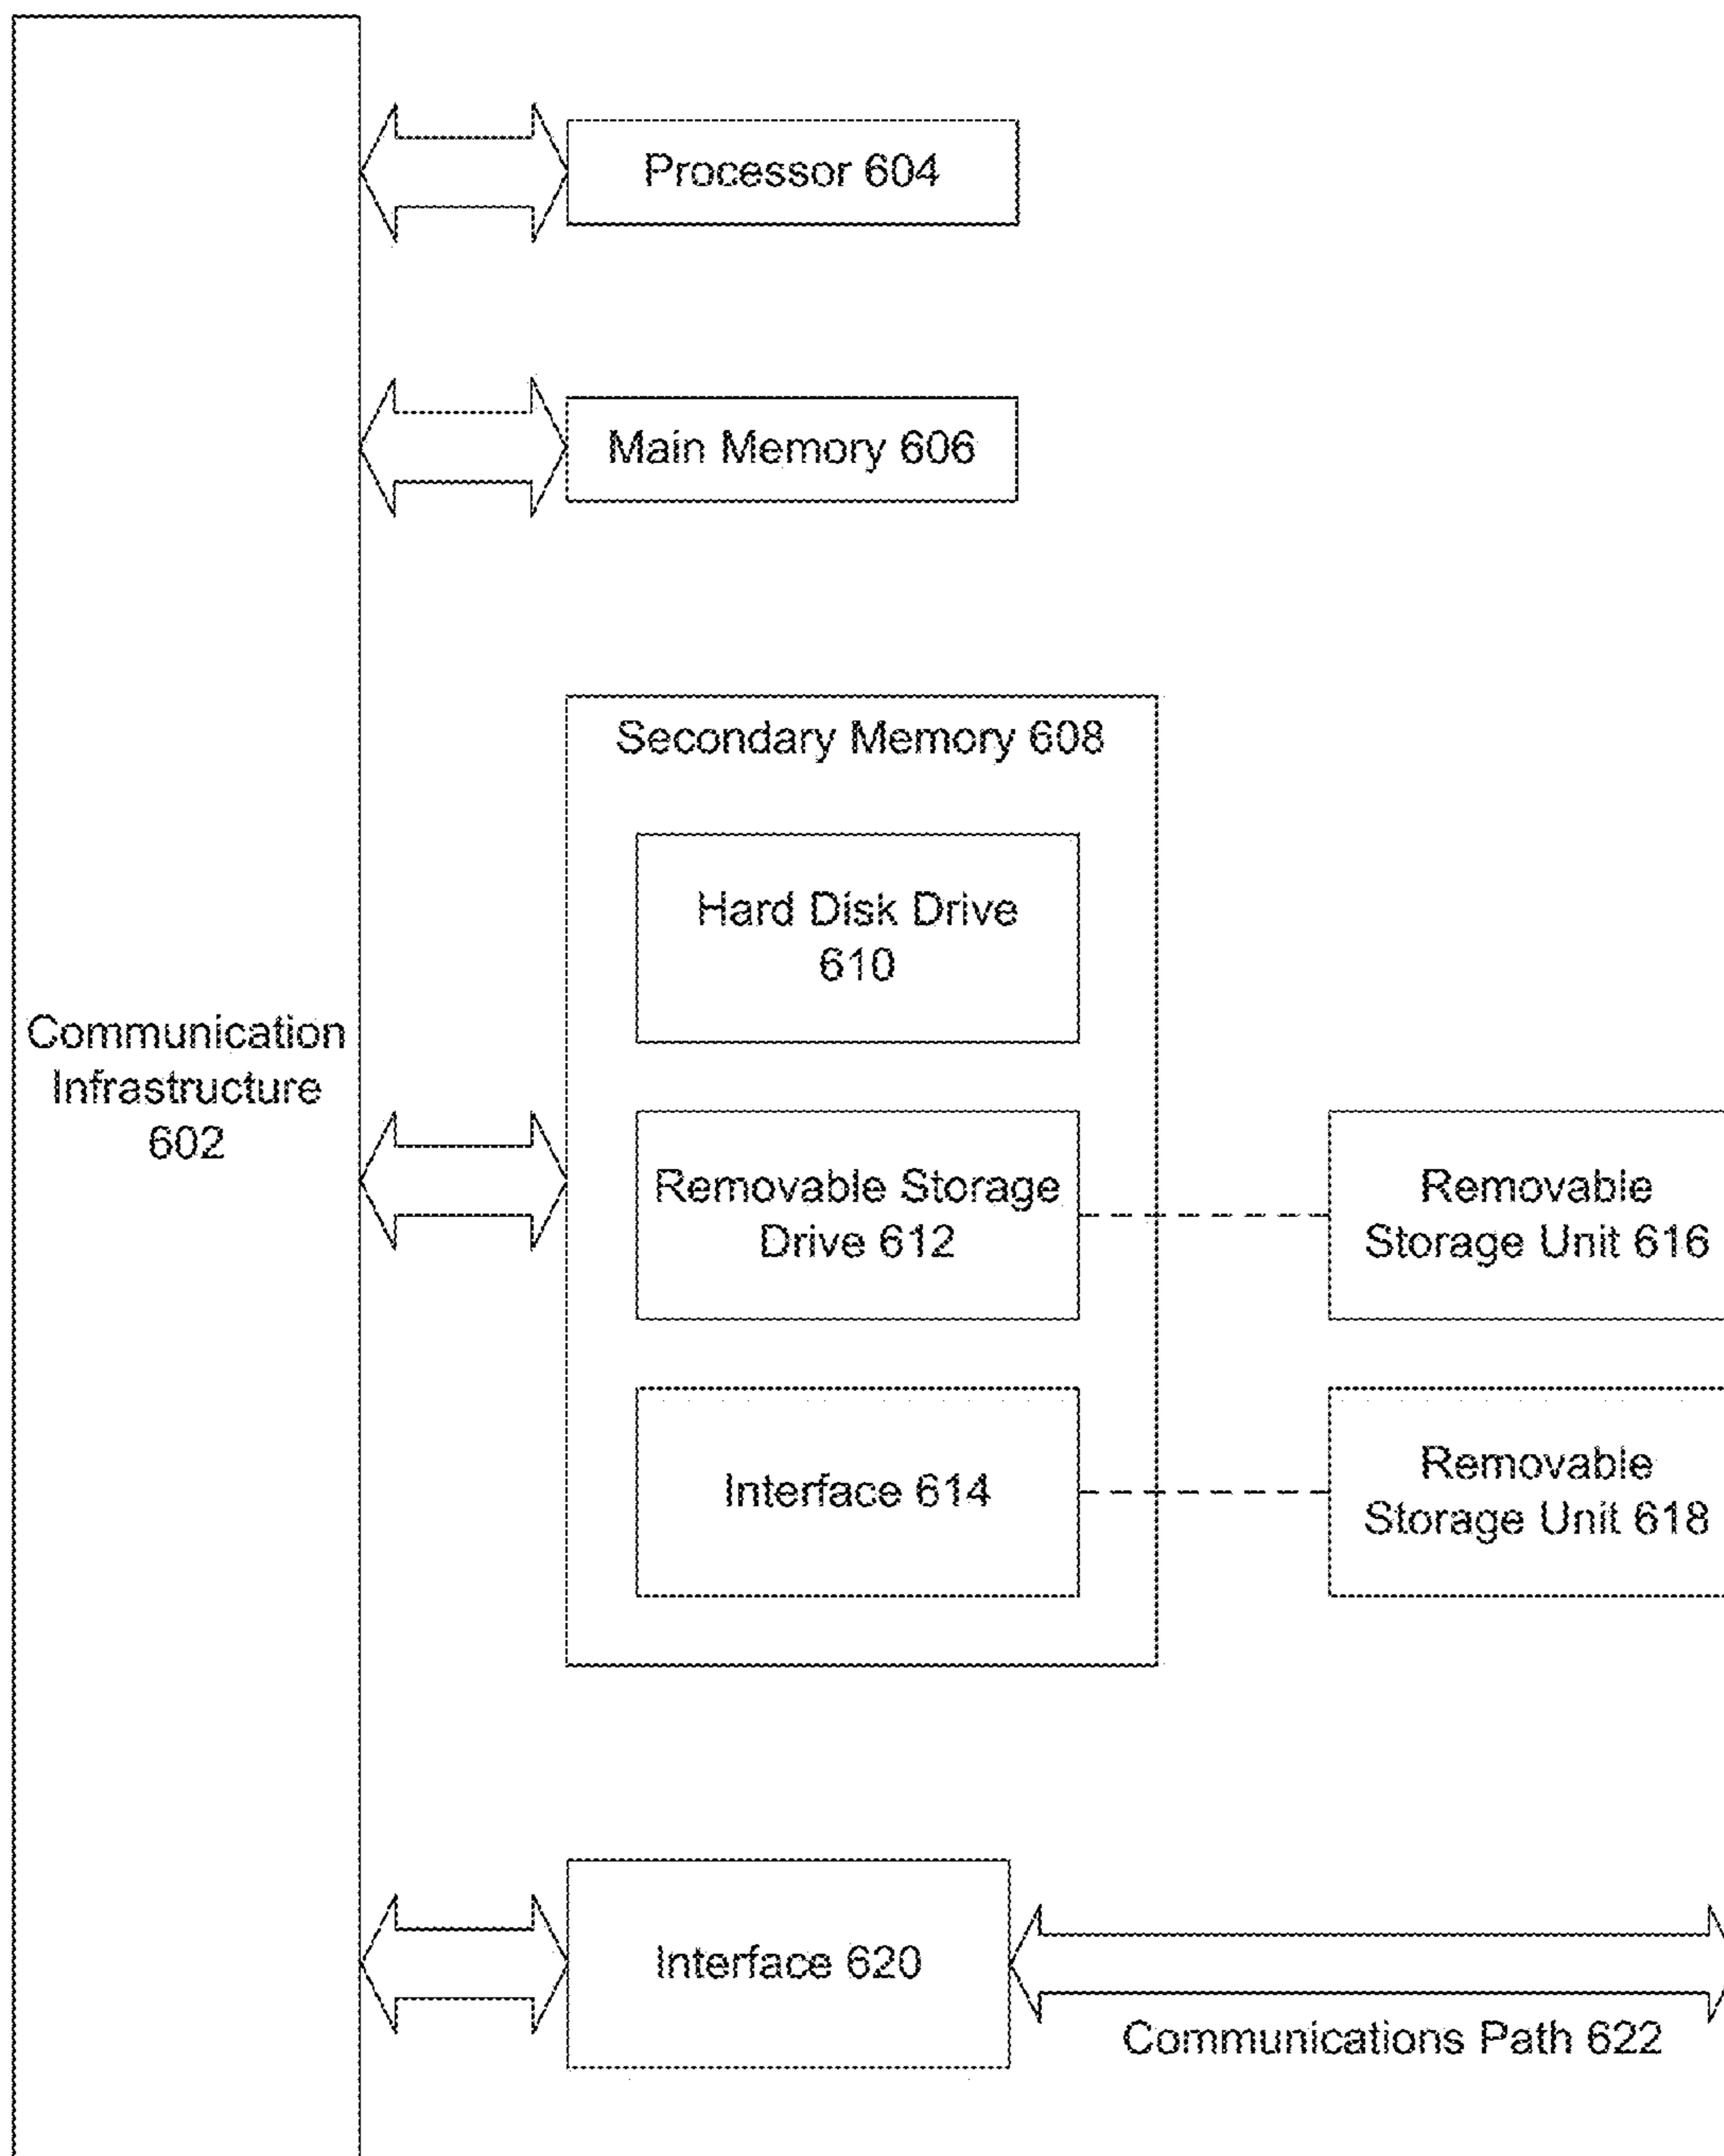 Processor 604
Main Memory 606
Secondary Memory 608
Hard Disk Drive
610
Communication
Infrastructure
602
Removable Storage
Drive 612
Removable
Storage Unit 616
Interface 614
Removable
Storage Unit 618
Interface 620
Communications Path 622